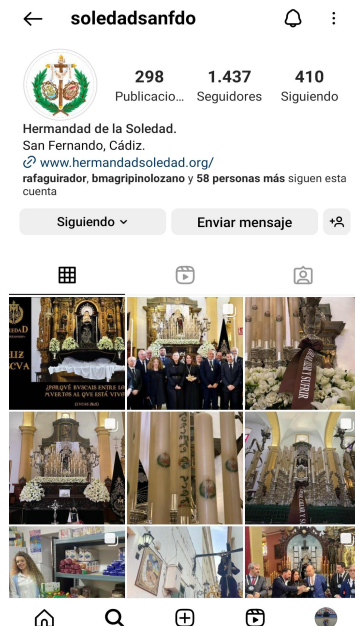 soledadsanfdo
298 1.437 410
Publicacio... Seguidores Siguiendo
Hermandad de la Soledad.
San Fernando, Cádiz.
www.hermandadsoledad.org/
rafaguirador, bmagripinolozano y 58 personas más siguen esta
cuenta
Siguiendo Enviar mensaje
¿POR QUÉ BUSCAIS ENTRE LOS
MUERTOS AL QUE ESTÁ VIVO